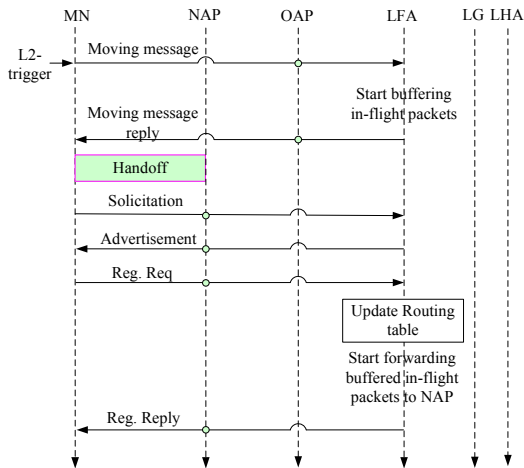 MN NAP OAP LFA LG LHA
L2-
trigger
Moving message
Start buffering
in-flight packets
Moving message
reply
Handoff
Solicitation
Advertisement
Reg. Req
Update Routing
table
Start forwarding
buffered in-flight
packets to NAP
Reg. Reply